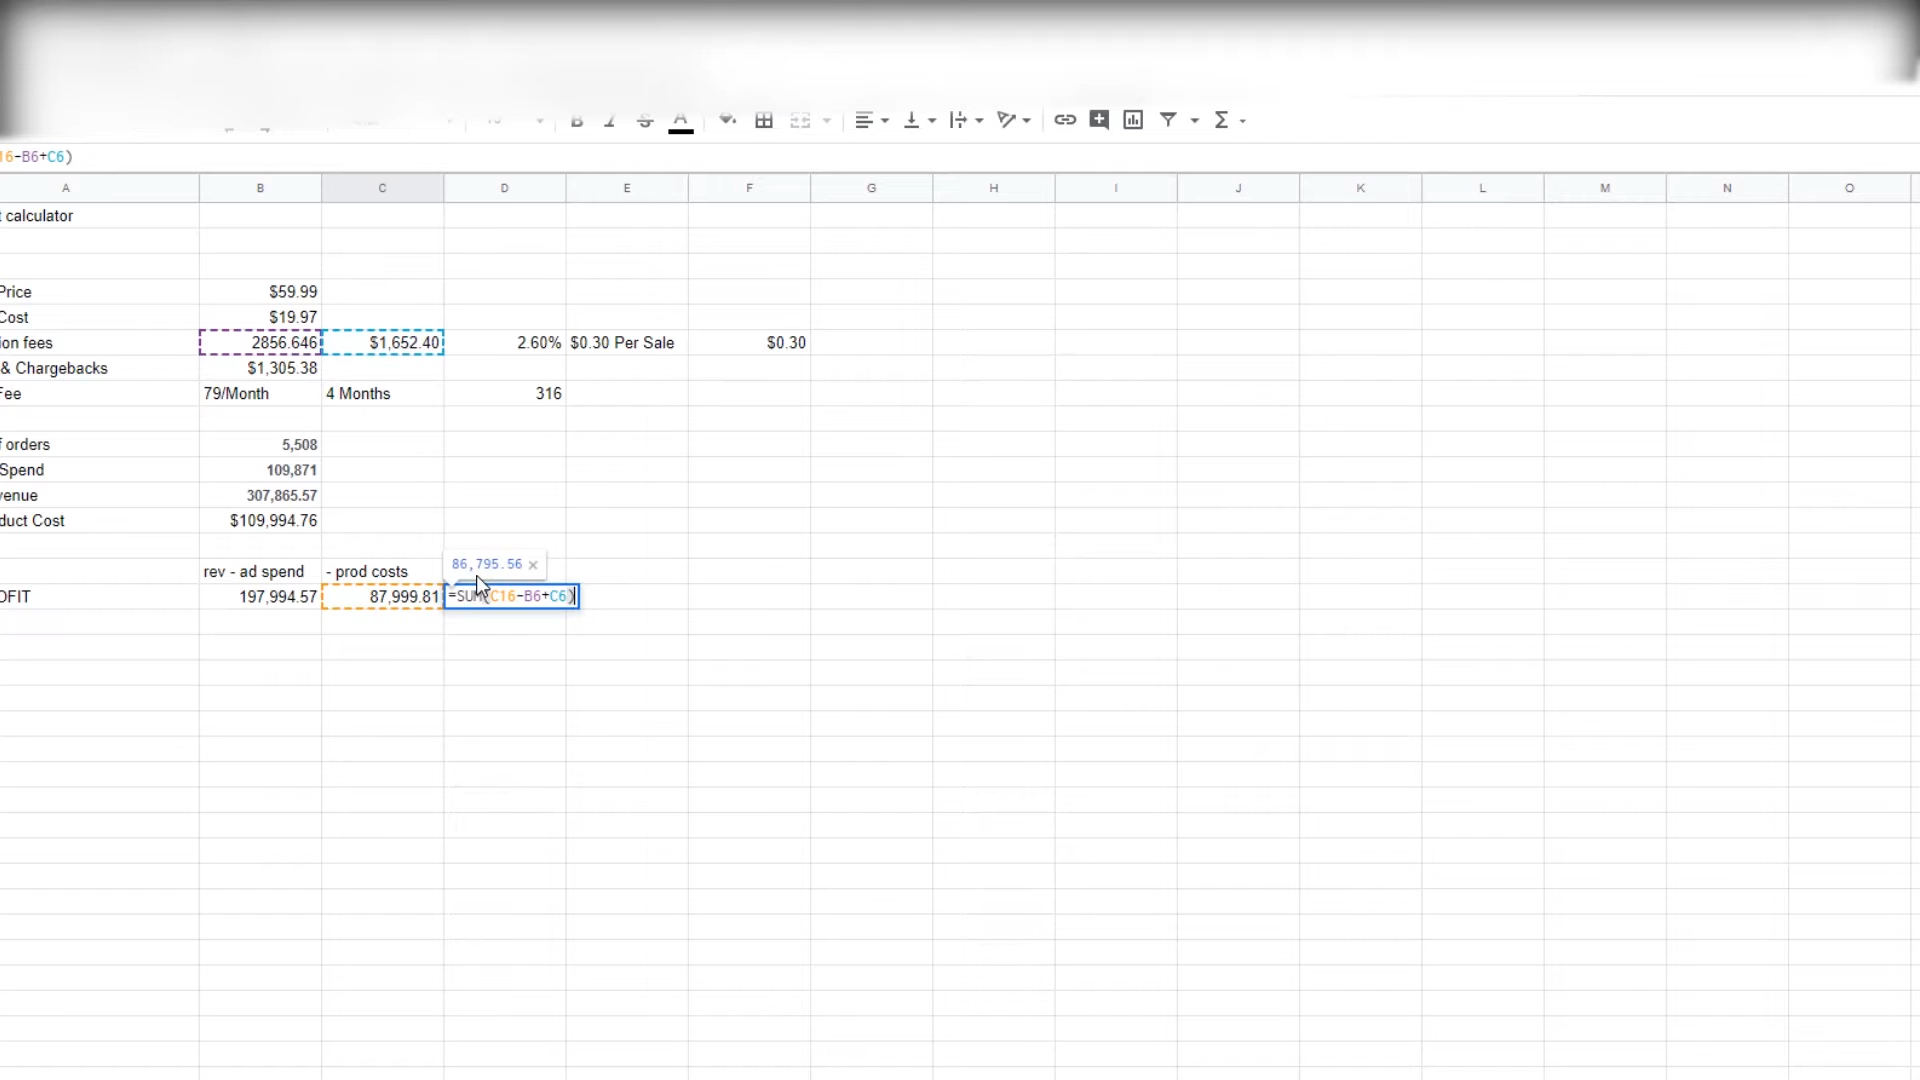 B I S A
Σ
16-B6+C6)
A B C D E F G H I J K L M N O
calculator
Price $59.99
Cost $19.97
ion fees 2856.646 $1,652.40 2.60% $0.30 Per Sale $0.30
& Chargebacks $1,305.38
Fee 79/Month 4 Months 316
f orders 5,508
Spend 109,871
venue 307,865.57
duct Cost $109,994.76
86,795.56 ×
rev - ad spend - prod costs
OFIT 197,994.57 87,999.81 =SUM(C16-B6+C6)